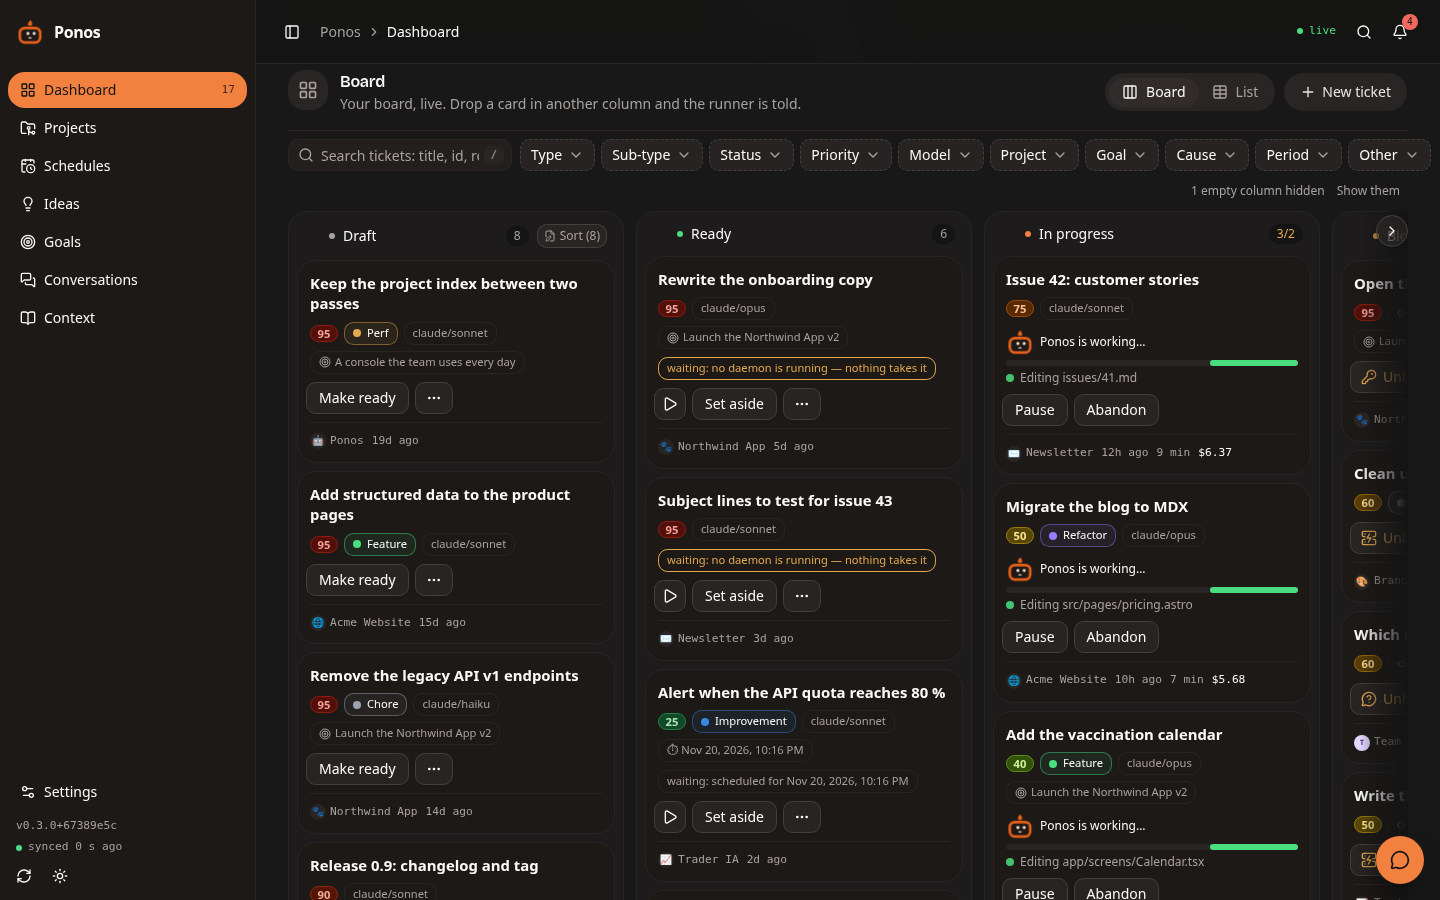 Ponos
Dashboard 17
Projects
Schedules
Ideas
Goals
Conversations
Context
Settings
v0.3.0+67389e5c
synced 0 s ago
Ponos > Dashboard
live
4
Board
Your board, live. Drop a card in another column and the runner is told.
Board
List
New ticket
Search tickets: title, id, r /
Type
Sub-type
Status
Priority
Model
Project
Goal
Cause
Period
Other
1 empty column hidden Show them
Draft 8 Sort (8)
Keep the project index between two
passes
95 Perf claude/sonnet
A console the team uses every day
Make ready ···
Ponos 19d ago
Add structured data to the product
pages
95 Feature claude/sonnet
Make ready ···
Acme Website 15d ago
Remove the legacy API v1 endpoints
95 Chore claude/haiku
Launch the Northwind App v2
Make ready ···
Northwind App 14d ago
Release 0.9: changelog and tag
90 claude/sonnet
Ready 6
Rewrite the onboarding copy
95 claude/opus
Launch the Northwind App v2
waiting: no daemon is running — nothing takes it
Set aside ···
Northwind App 5d ago
Subject lines to test for issue 43
95 claude/sonnet
waiting: no daemon is running — nothing takes it
Set aside ···
Newsletter 3d ago
Alert when the API quota reaches 80 %
25 Improvement claude/sonnet
Nov 20, 2026, 10:16 PM
waiting: scheduled for Nov 20, 2026, 10:16 PM
Set aside ···
Trader IA 2d ago
In progress 3/2
Issue 42: customer stories
75 claude/sonnet
Ponos is working...
Editing issues/41.md
Pause Abandon
Newsletter 12h ago 9 min $6.37
Migrate the blog to MDX
50 Refactor claude/opus
Ponos is working...
Editing src/pages/pricing.astro
Pause Abandon
Acme Website 10h ago 7 min $5.68
Add the vaccination calendar
40 Feature claude/opus
Launch the Northwind App v2
Ponos is working...
Editing app/screens/Calendar.tsx
Pause Abandon
Open
95
Laun
North
Clean
60
Bran
Which
60
Team
Write
50